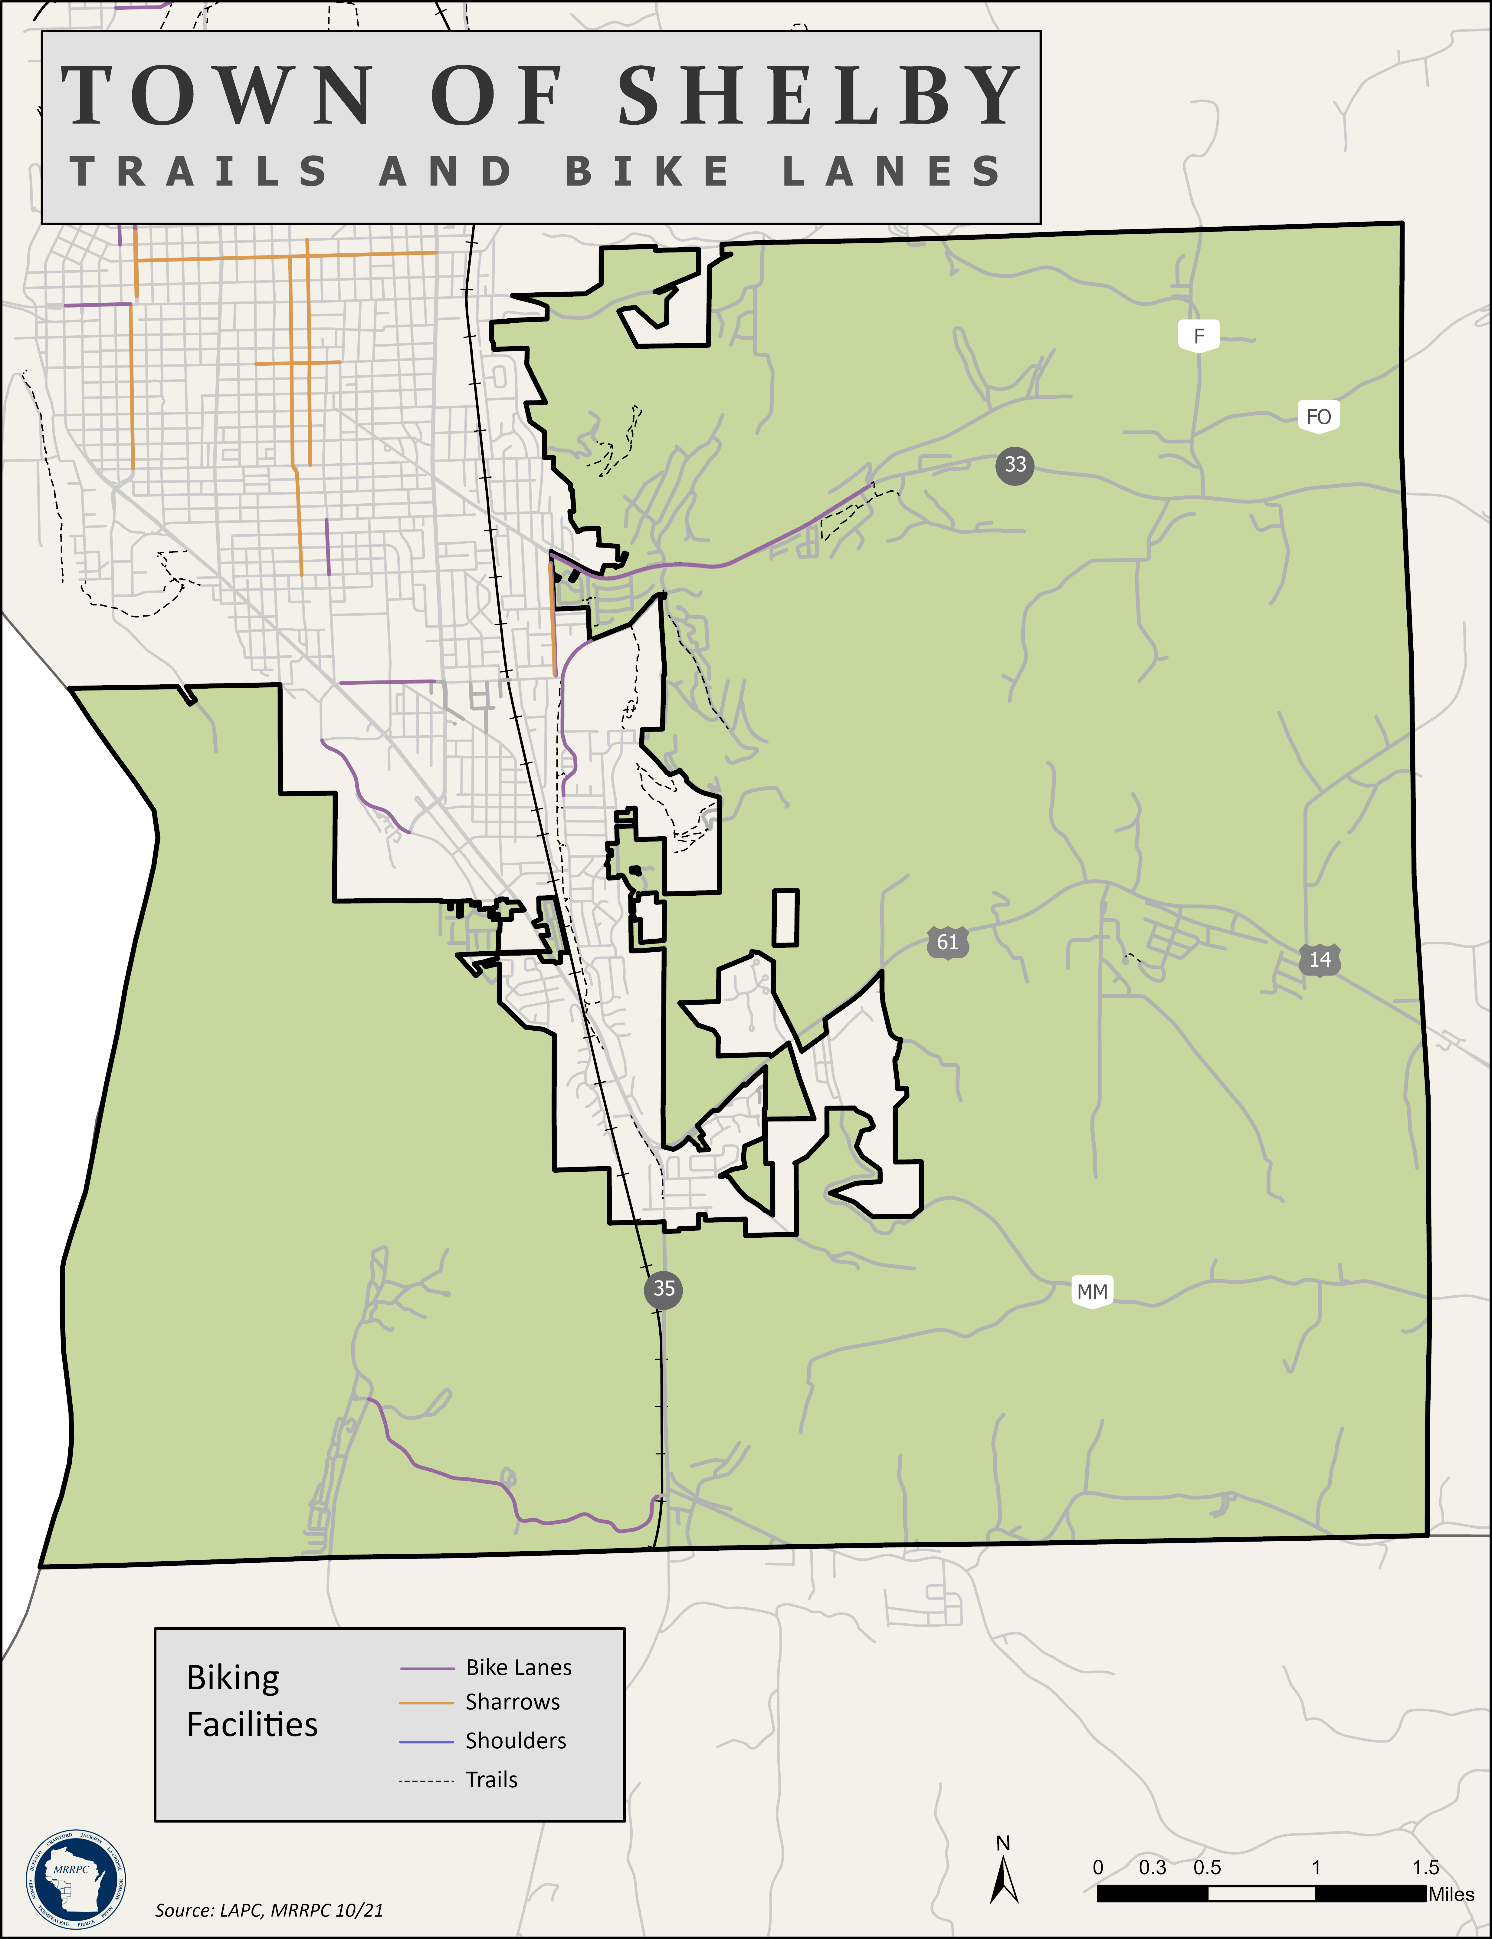 TOWN OF SHELBY
TRAILS AND BIKE LANES
F
FO
33
61
14
35
MM
Biking
Facilities
Bike Lanes
Sharrows
Shoulders
Trails
MRRPC
Source: LAPC, MRRPC 10/21
N
0 0.3 0.5 1 1.5
Miles